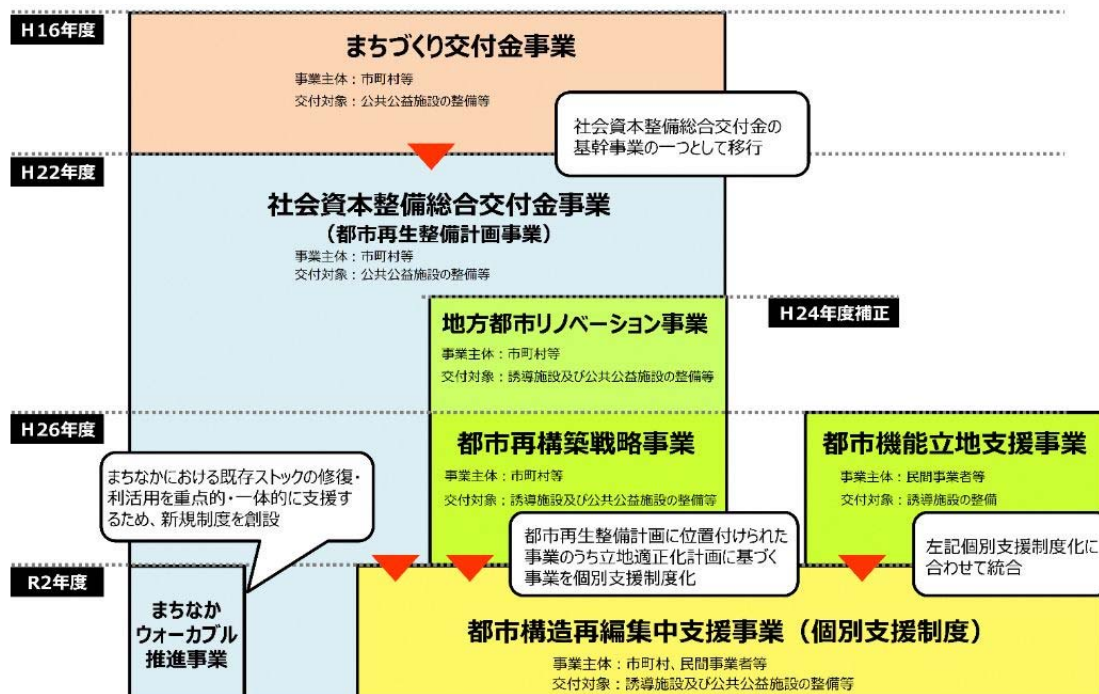 H16年度
まちづくり交付金事業
事業主体：市町村等
交付対象：公共公益施設の整備等
社会資本整備総合交付金の
基幹事業の一つとして移行
H22年度
社会資本整備総合交付金事業
（都市再生整備計画事業）
事業主体：市町村等
交付対象：公共公益施設の整備等
H24年度補正
地方都市リノベーション事業
事業主体：市町村等
交付対象：誘導施設及び公共公益施設の整備等
H26年度
都市再構築戦略事業
事業主体：市町村等
交付対象：誘導施設及び公共公益施設の整備等
都市機能立地支援事業
事業主体：民間事業者等
交付対象：誘導施設の整備
まちなかにおける既存ストックの修復・
利活用を重点的・一体的に支援す
るため、新規制度を創設
都市再生整備計画に位置付けられた
事業のうち立地適正化計画に基づく
事業を個別支援制度化
左記個別支援制度化に
合わせて統合
R2年度
まちなか
ウォーカブル
推進事業
都市構造再編集中支援事業（個別支援制度）
事業主体：市町村、民間事業者等
交付対象：誘導施設及び公共公益施設の整備等